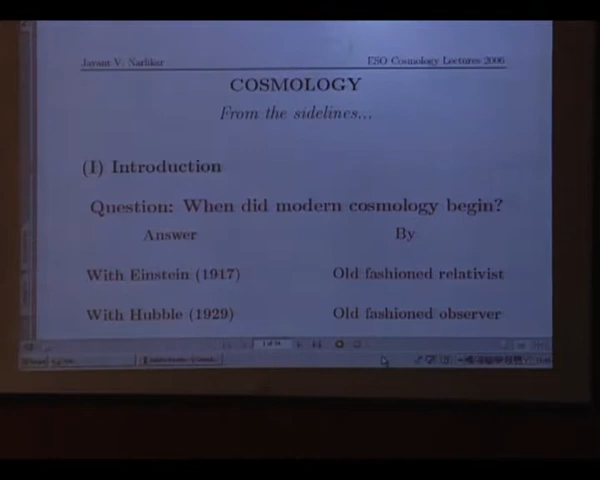 Jayant V. Narlikar ESO Cosmology Lectures 2006
COSMOLOGY
From the sidelines...
(I) Introduction
Question: When did modern cosmology begin?
Answer By
With Einstein (1917) Old fashioned relativist
With Hubble (1929) Old fashioned observer